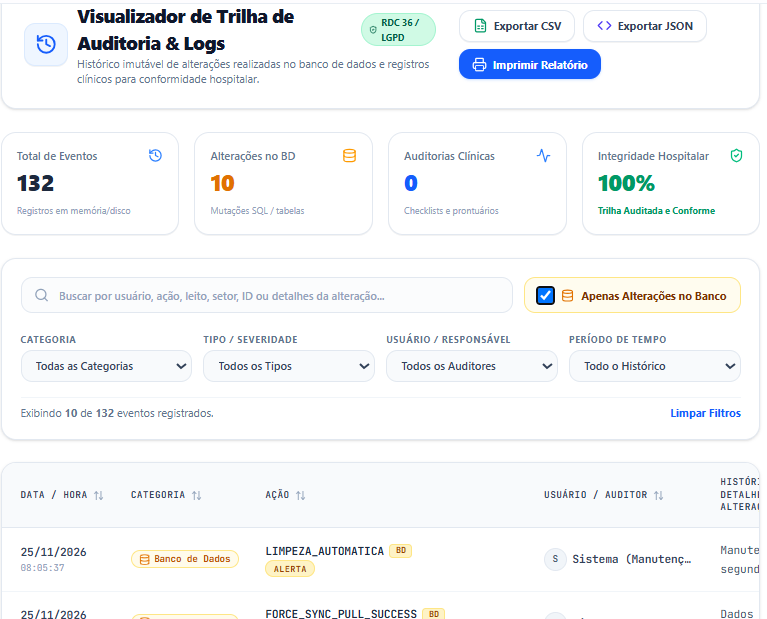 Visualizador de Trilha de
Auditoria & Logs
RDC 36 /
LGPD
Histórico imutável de alterações realizadas no banco de dados e registros
clínicos para conformidade hospitalar.
Exportar CSV
Exportar JSON
Imprimir Relatório
Total de Eventos
132
Registros em memória/disco
Alterações no BD
10
Mutações SQL / tabelas
Auditorias Clínicas
0
Checklists e prontuários
Integridade Hospitalar
100%
Trilha Auditada e Conforme
Buscar por usuário, ação, leito, setor, ID ou detalhes da alteração...
Apenas Alterações no Banco
CATEGORIA
Todas as Categorias
TIPO / SEVERIDADE
Todos os Tipos
USUÁRIO / RESPONSÁVEL
Todos os Auditores
PERÍODO DE TEMPO
Todo o Histórico
Exibindo 10 de 132 eventos registrados.
Limpar Filtros
DATA / HORA
CATEGORIA
AÇÃO
USUÁRIO / AUDITOR
HISTÓRI
DETALHE
ALTERAÇ
25/11/2026
08:05:37
Banco de Dados
LIMPEZA_AUTOMATICA BD
ALERTA
S Sistema (Manutenç…
Manute
segund
25/11/2026
FORCE_SYNC_PULL_SUCCESS BD
Dados